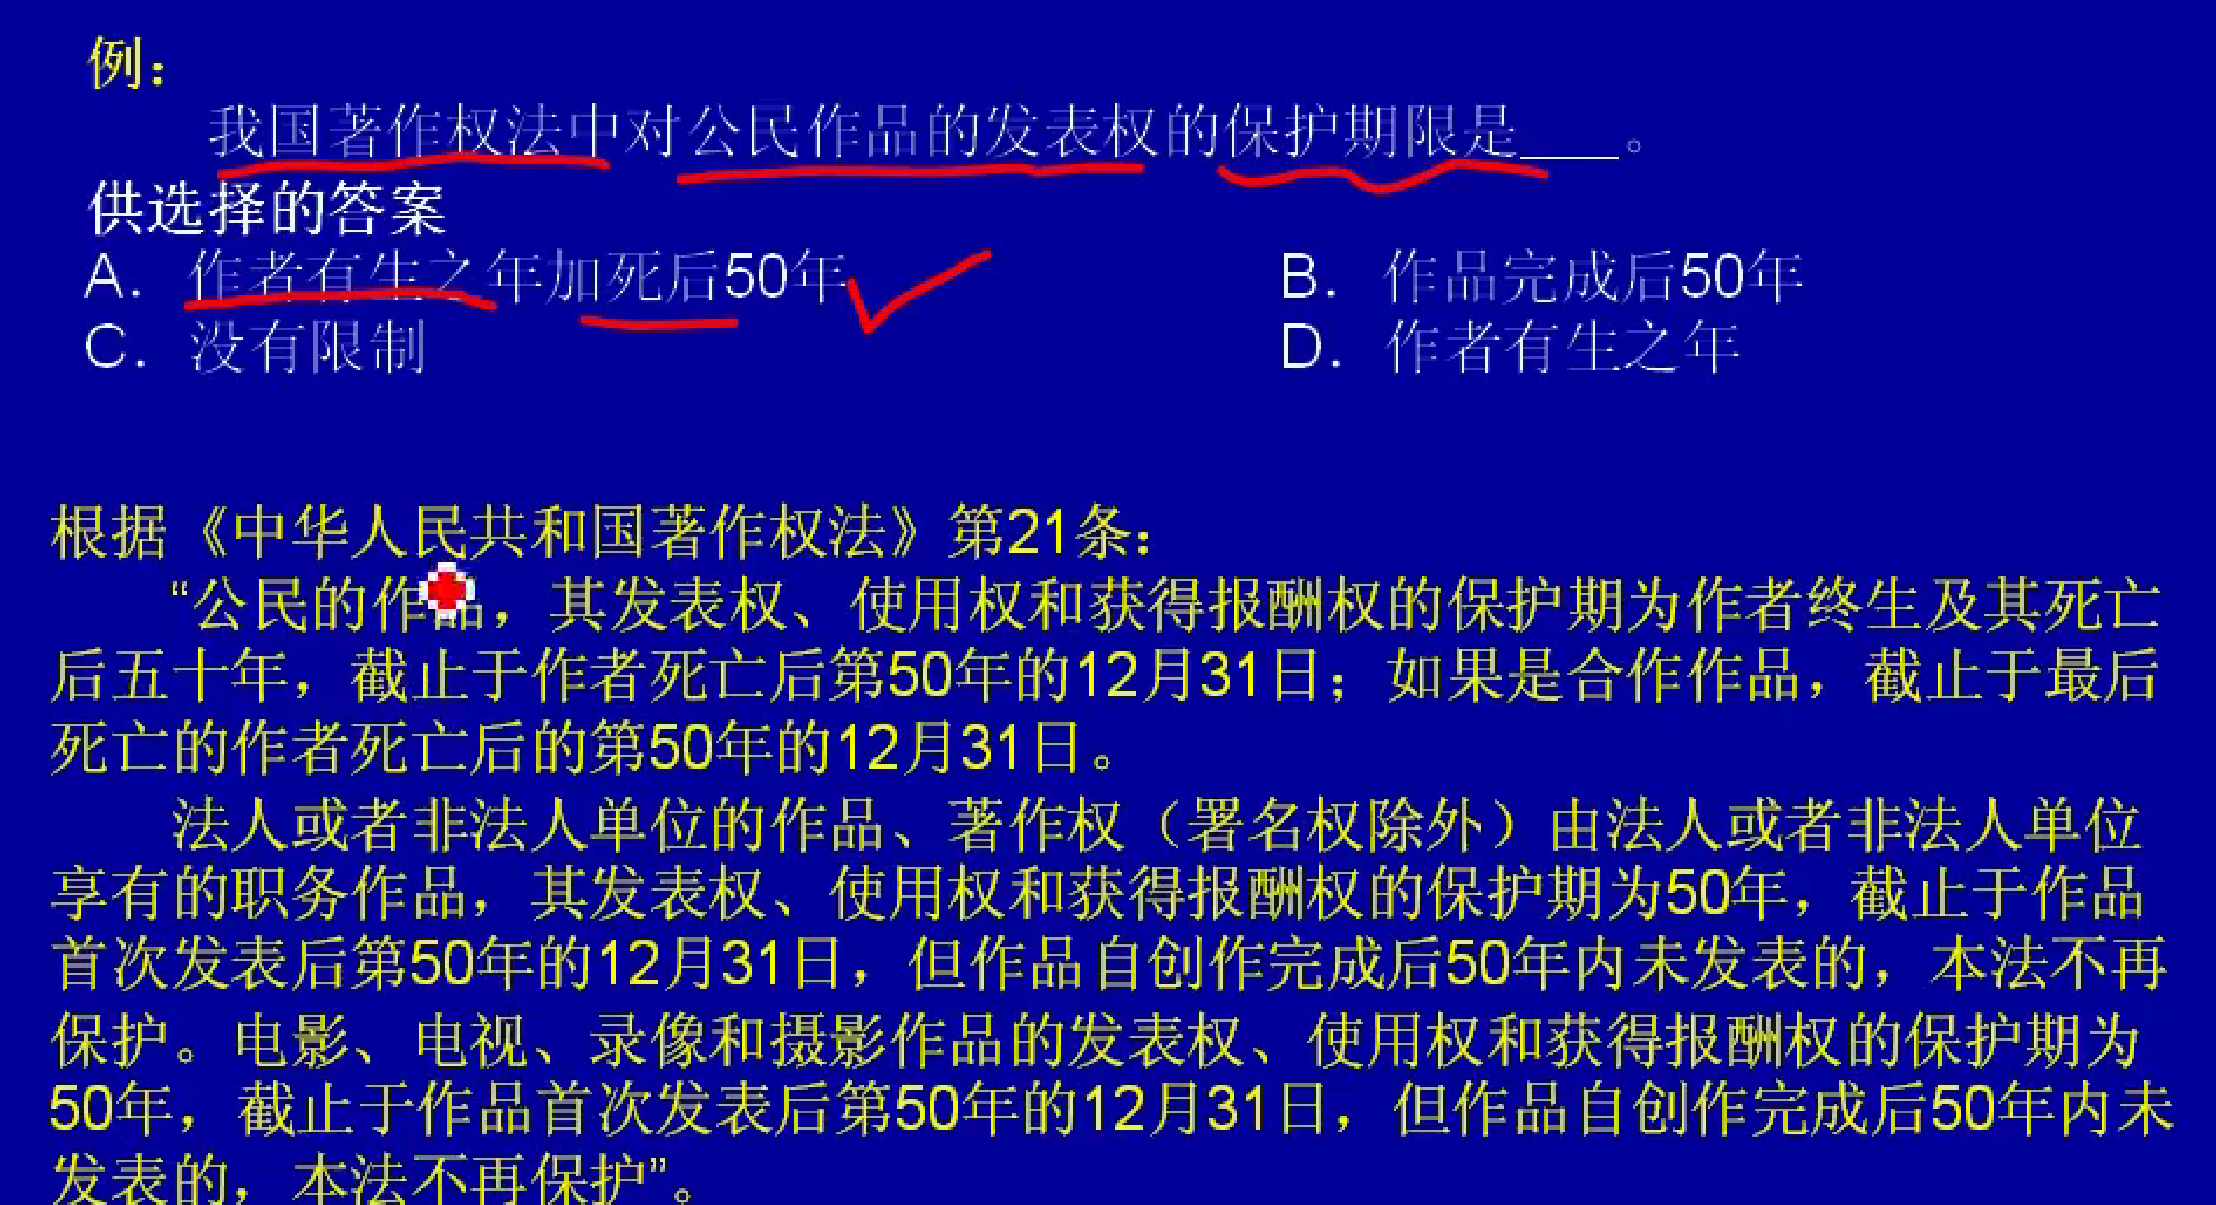 例：
我国著作权法中对公民作品的发表权的保护期限是____。
供选择的答案
A. 作者有生之年加死后50年
B. 作品完成后50年
C. 没有限制
D. 作者有生之年
根据《中华人民共和国著作权法》第21条：
“公民的作品，其发表权、使用权和获得报酬权的保护期为作者终生及其死亡
后五十年，截止于作者死亡后第50年的12月31日；如果是合作作品，截止于最后
死亡的作者死亡后的第50年的12月31日。
法人或者非法人单位的作品、著作权（署名权除外）由法人或者非法人单位
享有的职务作品，其发表权、使用权和获得报酬权的保护期为50年，截止于作品
首次发表后第50年的12月31日，但作品自创作完成后50年内未发表的，本法不再
保护。电影、电视、录像和摄影作品的发表权、使用权和获得报酬权的保护期为
50年，截止于作品首次发表后第50年的12月31日，但作品自创作完成后50年内未
发表的，本法不再保护”。